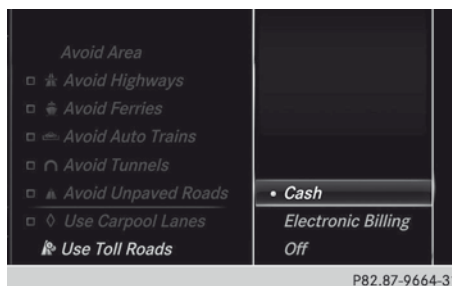 Avoid Area
Avoid Highways
Avoid Ferries
Avoid Auto Trains
Avoid Tunnels
Avoid Unpaved Roads
Use Carpool Lanes
Use Toll Roads
• Cash
Electronic Billing
Off
P82.87-9664-3